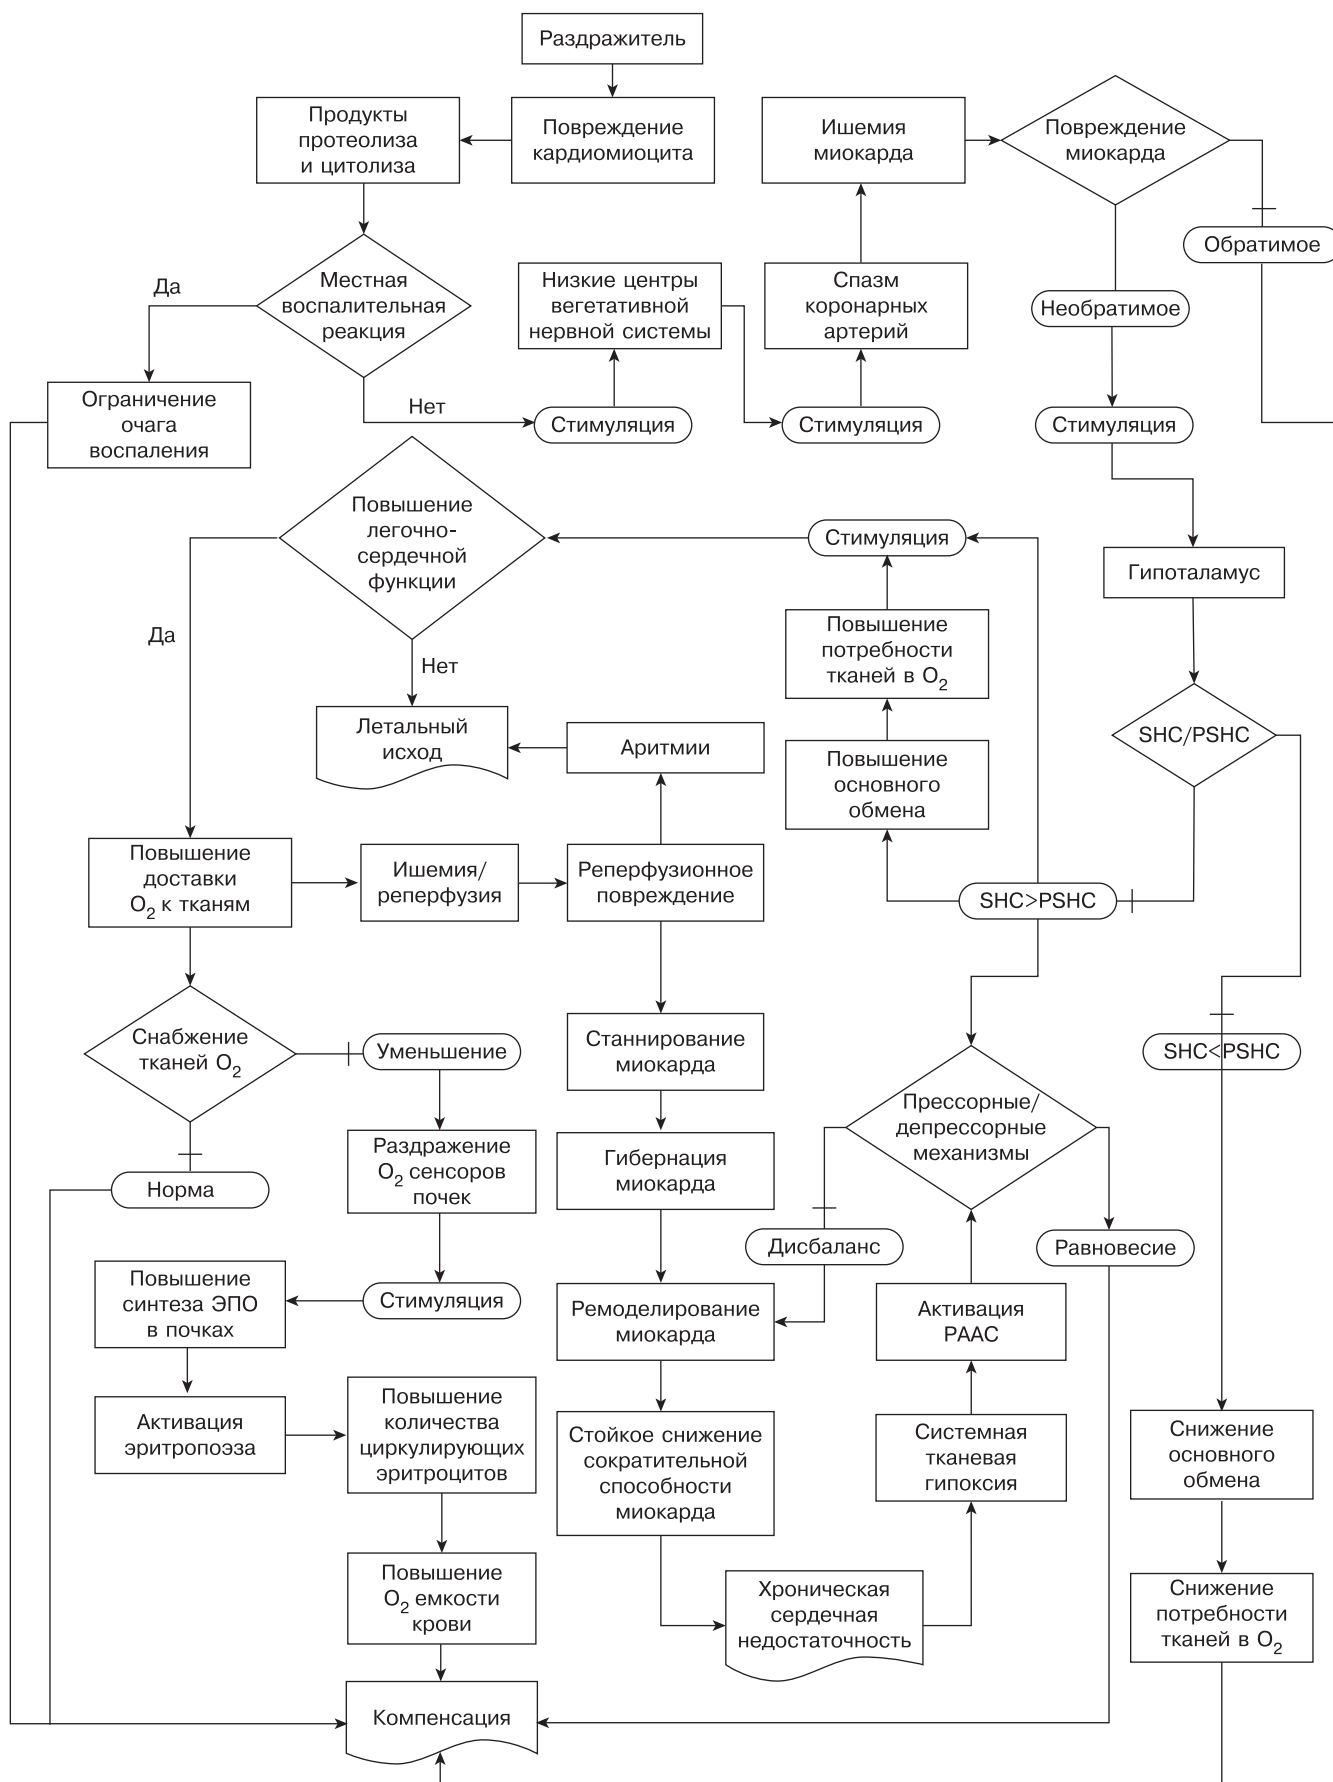 Раздражитель
Продукты
протеолиза
и цитолиза
Повреждение
кардиомиоцита
Ишемия
миокарда
Повреждение
миокарда
Обратимое
Да
Местная
воспалительная
реакция
Низкие центры
вегетативной
нервной системы
Спазм
коронарных
артерий
Необратимое
Ограничение
очага
воспаления
Нет
Стимуляция
Стимуляция
Стимуляция
Повышение
легочно-
сердечной
функции
Стимуляция
Гипоталамус
Да
Нет
Повышение
потребности
тканей в O2
Летальный
исход
Аритмии
Повышение
основного
обмена
SHC/PSHC
Повышение
доставки
O2 к тканям
Ишемия/
реперфузия
Реперфузионное
повреждение
SHC>PSHC
Снабжение
тканей O2
Уменьшение
Станнирование
миокарда
SHC<PSHC
Прессорные/
депрессорные
механизмы
Раздражение
O2 сенсоров
почек
Гибернация
миокарда
Норма
Дисбаланс
Равновесие
Повышение
синтеза ЭПО
в почках
Стимуляция
Ремоделирование
миокарда
Активация
РААС
Активация
эритропоэза
Повышение
количества
циркулирующих
эритроцитов
Стойкое снижение
сократительной
способности
миокарда
Системная
тканевая
гипоксия
Снижение
основного
обмена
Повышение
O2 емкости
крови
Хроническая
сердечная
недостаточность
Снижение
потребности
тканей в O2
Компенсация